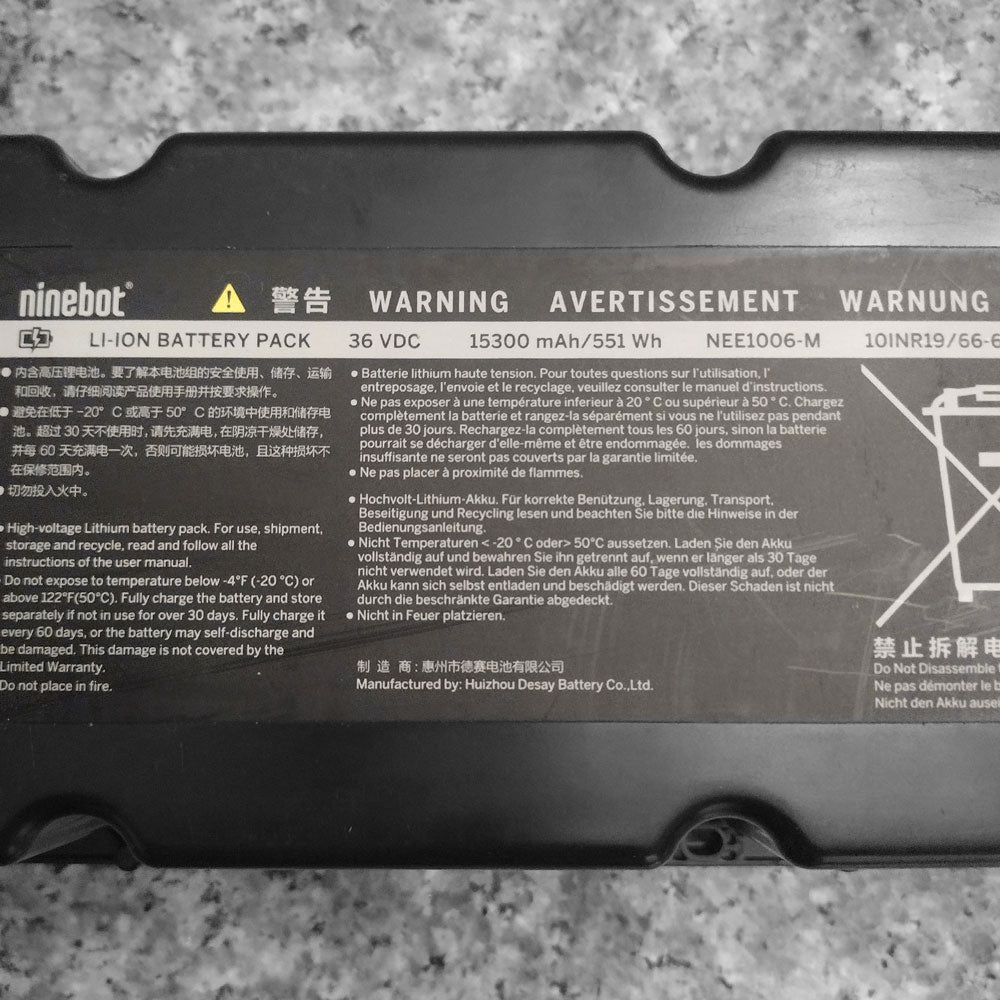 ninebot®
警告 WARNING AVERTISSEMENT WARNUNG
LI-ION BATTERY PACK 36 VDC 15300 mAh/551 Wh NEE1006-M 10INR19/66-6
● 内含高压锂电池。要了解本电池组的安全使用、储存、运输
和回收，请仔细阅读产品使用手册并按要求操作。
● 避免在低于 -20° C 或高于 50° C 的环境中使用和储存电
池。超过 30 天不使用时，请先充满电，在阴凉干燥处储存，
并每 60 天充满电一次，否则可能损坏电池，且这种损坏不
在保修范围内。
● 切勿投入火中。
● High-voltage Lithium battery pack. For use, shipment,
storage and recycle, read and follow all the
instructions of the user manual.
● Do not expose to temperature below -4°F (-20 °C) or
above 122°F(50°C). Fully charge the battery and store
separately if not in use for over 30 days. Fully charge it
every 60 days, or the battery may self-discharge and
be damaged. This damage is not covered by the
Limited Warranty.
Do not place in fire.
● Batterie lithium haute tension. Pour toutes questions sur l'utilisation, l'
entreposage, l'envoie et le recyclage, veuillez consulter le manuel d'instructions.
● Ne pas exposer à une température inferieur à 20 ° C ou supérieur à 50 ° C. Chargez
complètement la batterie et rangez-la séparément si vous ne l'utilizez pas pendant
plus de 30 jours. Rechargez-la complètement tous les 60 jours, sinon la batterie
pourrait se décharger d'elle-même et être endommagée. les dommages
insuffisante ne seront pas couverts par la garantie limitée.
● Ne pas placer à proximité de flammes.
● Hochvolt-Lithium-Akku. Für korrekte Benützung, Lagerung, Transport,
Beseitigung und Recycling lesen und beachten Sie bitte die Hinweise in der
Bedienungsanleitung.
● Nicht Temperaturen < -20 ° C oder> 50°C aussetzen. Laden Sie den Akku
vollständig auf und bewahren Sie ihn getrennt auf, wenn er länger als 30 Tage
nicht verwendet wird. Laden Sie den Akku alle 60 Tage vollständig auf, oder der
Akku kann sich selbst entladen und beschädigt werden. Dieser Schaden ist nicht
durch die beschränkte Garantie abgedeckt.
● Nicht in Feuer platzieren.
制 造 商 : 惠州市德赛电池有限公司
Manufactured by: Huizhou Desay Battery Co.,Ltd.
禁止拆解电
Do Not Disassemble
Ne pas démonter le b
Nicht den Akku ausei